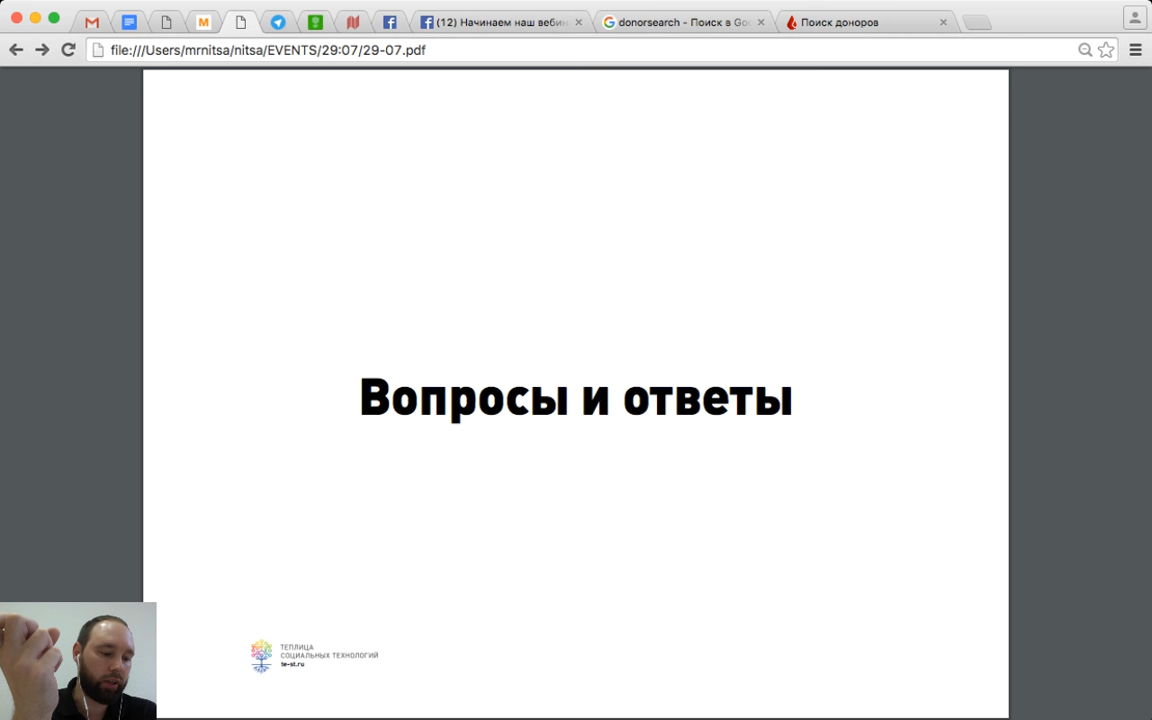 (12) Начинаем наш веби
donorsearch - Поиск в Goo
Поиск доноров
file:///Users/mrnitsa/nitsa/EVENTS/29:07/29-07.pdf
Вопросы и ответы
ТЕПЛИЦА
СОЦИАЛЬНЫХ ТЕХНОЛОГИЙ
te-st.ru